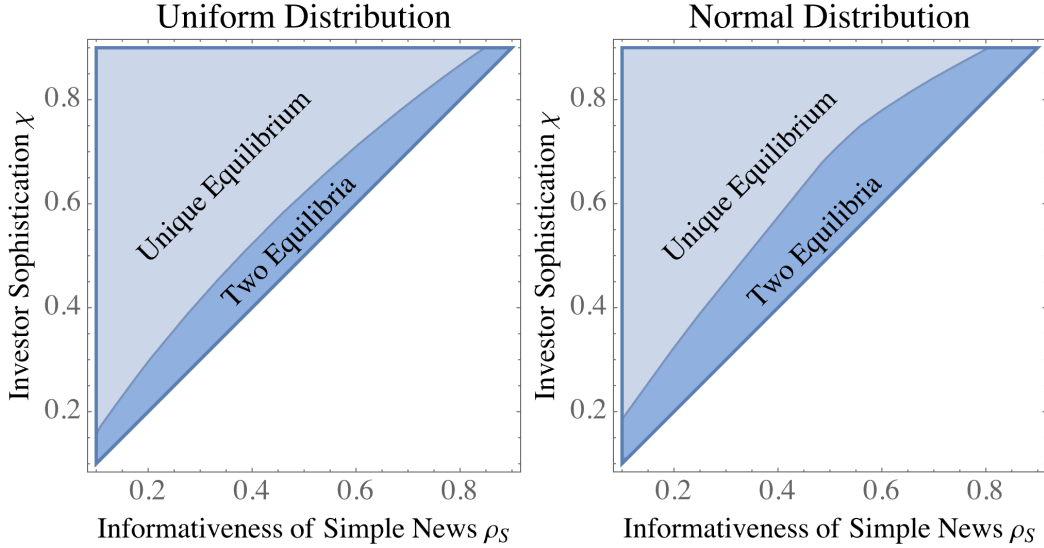 Uniform Distribution
Investor Sophistication χ
0.8
0.6
0.4
0.2
Unique Equilibrium
Two Equilibria
0.2 0.4 0.6 0.8
Informativeness of Simple News ρ_S
Normal Distribution
Investor Sophistication χ
0.8
0.6
0.4
0.2
Unique Equilibrium
Two Equilibria
0.2 0.4 0.6 0.8
Informativeness of Simple News ρ_S